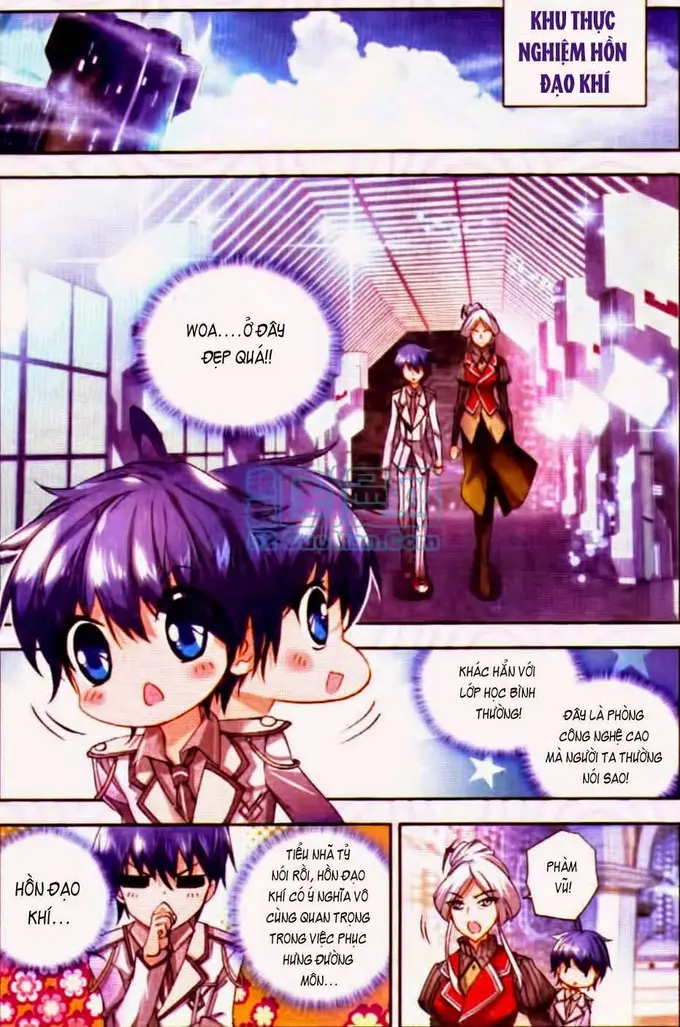 KHU THỰC
NGHIỆM HỒN
ĐẠO KHÍ
WOA....Ở ĐÂY
ĐẸP QUÁ!!
KHÁC HẲN VỚI
LỚP HỌC BÌNH
THƯỜNG!
ĐÂY LÀ PHÒNG
CÔNG NGHỆ CAO
MÀ NGƯỜI TA THƯỜNG
NÓI SAO!
HỒN ĐẠO
KHÍ...
TIỂU NHÃ TỶ
NÓI RỒI, HỒN ĐẠO
KHÍ CÓ Ý NGHĨA VÔ
CÙNG QUAN TRỌNG
TRONG VIỆC PHỤC
HƯNG ĐƯỜNG
MÔN...
PHÀM
VŨ!